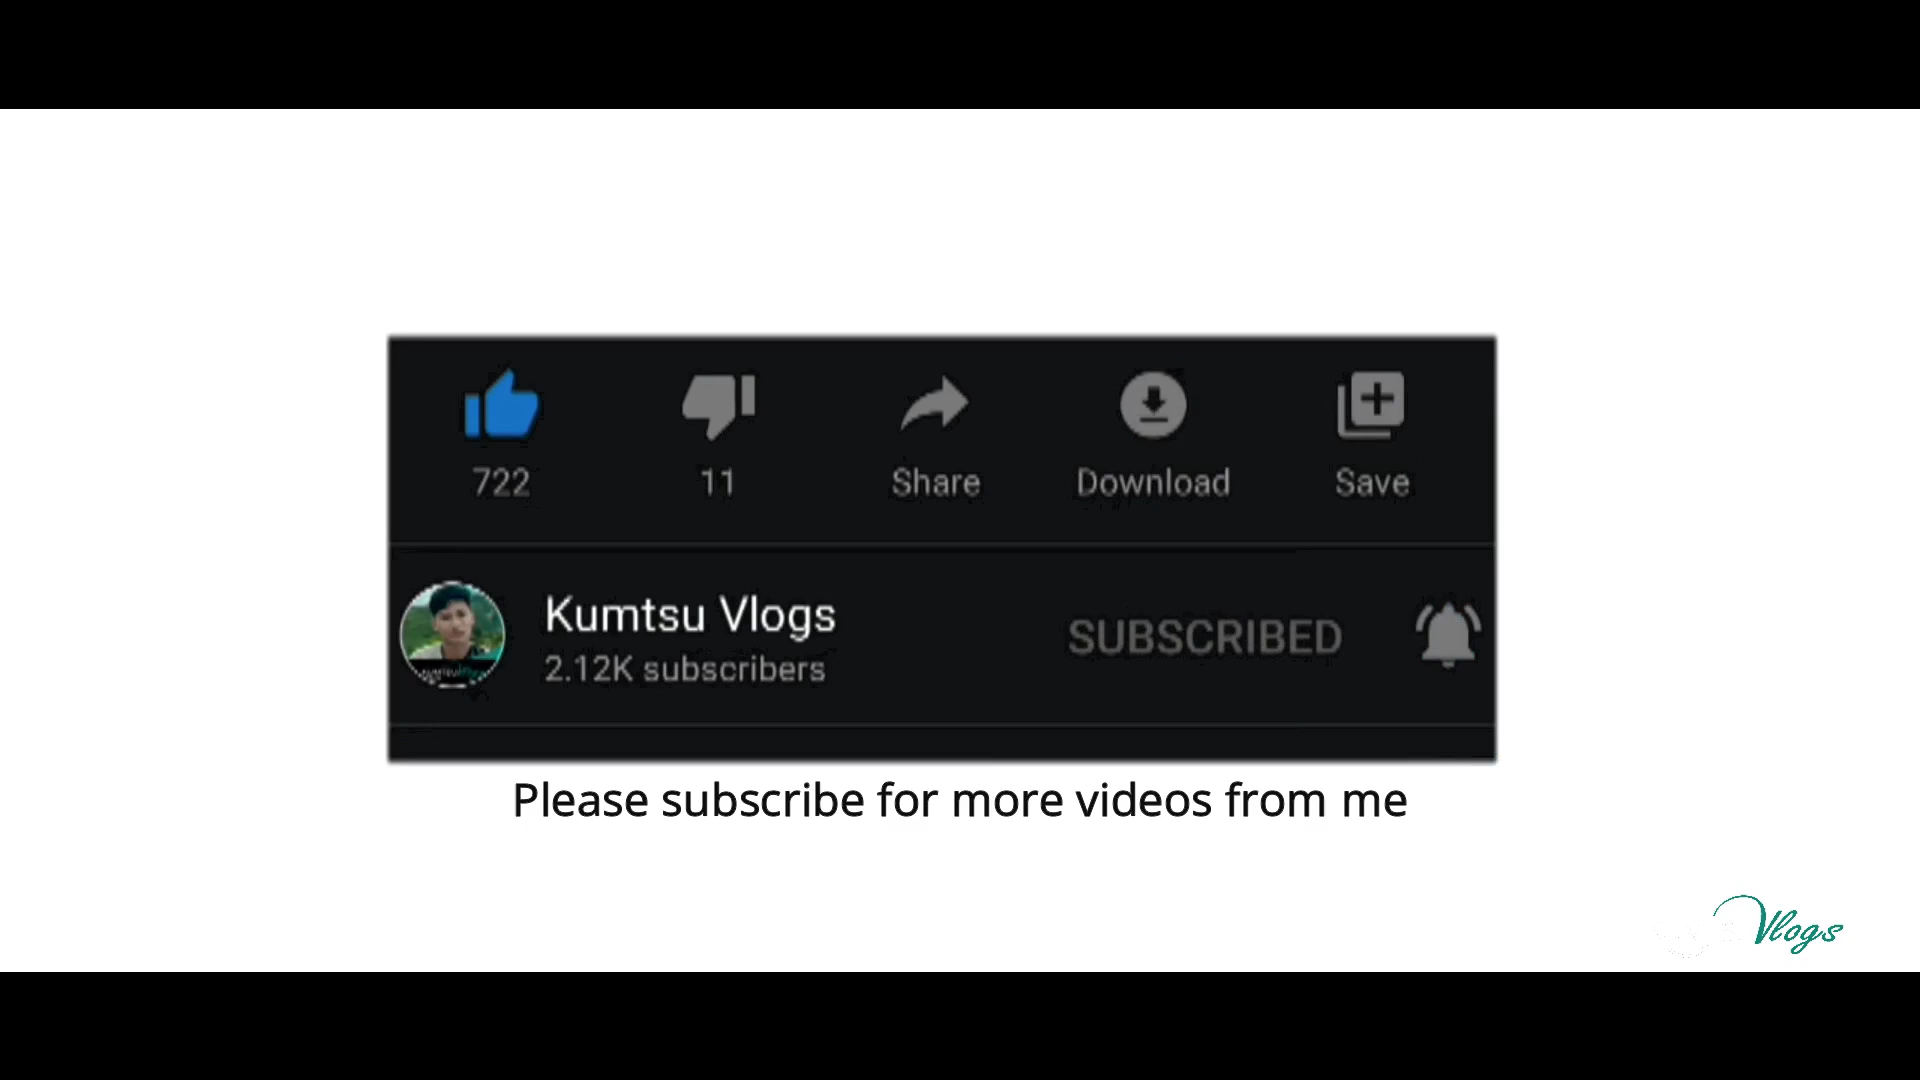 722
11
Share
Download
Save
Kumtsu Vlogs
2.12K subscribers
SUBSCRIBED
Please subscribe for more videos from me
Vlogs